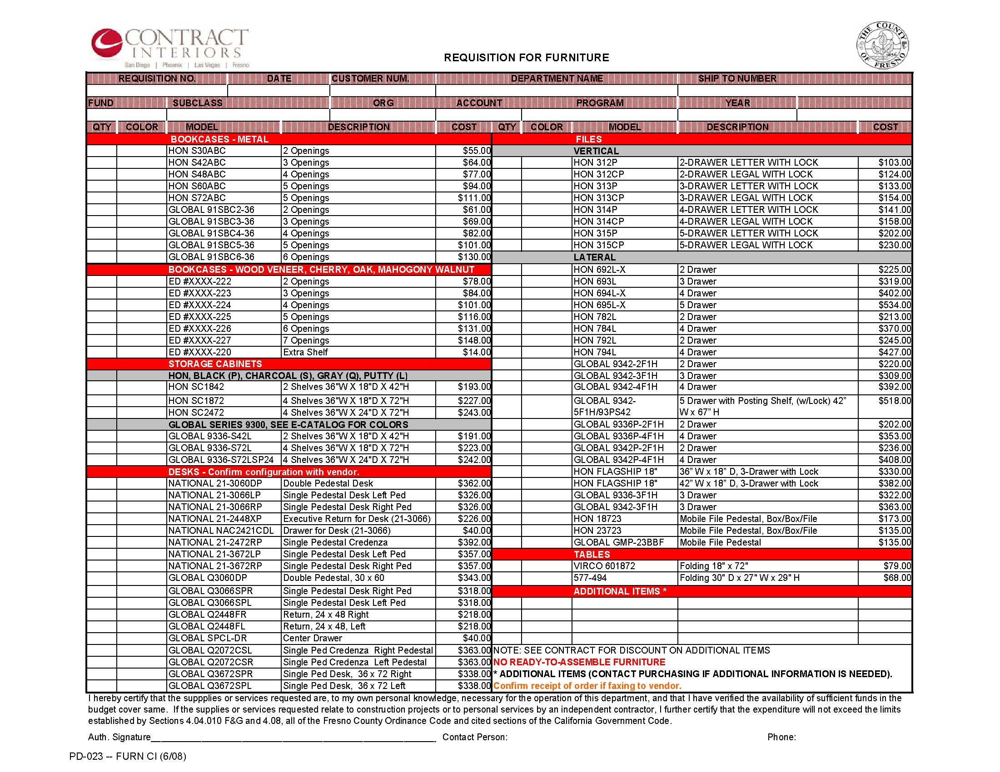 CONTRACT
INTERIORS
San Diego | Phoenix | Las Vegas | Fresno
REQUISITION FOR FURNITURE
THE COUNTY OF FRESNO
1856
REQUISITION NO. DATE CUSTOMER NUM. DEPARTMENT NAME SHIP TO NUMBER
FUND SUBCLASS ORG ACCOUNT PROGRAM YEAR
QTY COLOR MODEL DESCRIPTION COST QTY COLOR MODEL DESCRIPTION COST
BOOKCASES - METAL
HON S30ABC 2 Openings $55.00
HON S42ABC 3 Openings $64.00
HON S48ABC 4 Openings $77.00
HON S60ABC 5 Openings $94.00
HON S72ABC 5 Openings $111.00
GLOBAL 91SBC2-36 2 Openings $61.00
GLOBAL 91SBC3-36 3 Openings $69.00
GLOBAL 91SBC4-36 4 Openings $82.00
GLOBAL 91SBC5-36 5 Openings $101.00
GLOBAL 91SBC6-36 6 Openings $130.00
BOOKCASES - WOOD VENEER, CHERRY, OAK, MAHOGONY WALNUT
ED #XXXX-222 2 Openings $78.00
ED #XXXX-223 3 Openings $84.00
ED #XXXX-224 4 Openings $101.00
ED #XXXX-225 5 Openings $116.00
ED #XXXX-226 6 Openings $131.00
ED #XXXX-227 7 Openings $148.00
ED #XXXX-220 Extra Shelf $14.00
STORAGE CABINETS
HON, BLACK (P), CHARCOAL (S), GRAY (Q), PUTTY (L)
HON SC1842 2 Shelves 36"W X 18"D X 42"H $193.00
HON SC1872 4 Shelves 36"W X 18"D X 72"H $227.00
HON SC2472 4 Shelves 36"W X 24"D X 72"H $243.00
GLOBAL SERIES 9300, SEE E-CATALOG FOR COLORS
GLOBAL 9336-S42L 2 Shelves 36"W X 18"D X 42"H $191.00
GLOBAL 9336-S72L 4 Shelves 36"W X 18"D X 72"H $223.00
GLOBAL 9336-S72LSP24 4 Shelves 36"W X 24"D X 72"H $242.00
DESKS - Confirm configuration with vendor.
NATIONAL 21-3060DP Double Pedestal Desk $362.00
NATIONAL 21-3066LP Single Pedestal Desk Left Ped $326.00
NATIONAL 21-3066RP Single Pedestal Desk Right Ped $326.00
NATIONAL 21-2448XP Executive Return for Desk (21-3066) $226.00
NATIONAL NAC2421CDL Drawer for Desk (21-3066) $40.00
NATIONAL 21-2472RP Single Pedestal Credenza $392.00
NATIONAL 21-3672LP Single Pedestal Desk Left Ped $357.00
NATIONAL 21-3672RP Single Pedestal Desk Right Ped $357.00
GLOBAL Q3060DP Double Pedestal, 30 x 60 $343.00
GLOBAL Q3066SPR Single Pedestal Desk Right Ped $318.00
GLOBAL Q3066SPL Single Pedestal Desk Left Ped $318.00
GLOBAL Q2448FR Return, 24 x 48 Right $218.00
GLOBAL Q2448FL Return, 24 x 48, Left $218.00
GLOBAL SPCL-DR Center Drawer $40.00
GLOBAL Q2072CSL Single Ped Credenza Right Pedestal $363.00
GLOBAL Q2072CSR Single Ped Credenza Left Pedestal $363.00
GLOBAL Q3672SPR Single Ped Desk, 36 x 72 Right $338.00
GLOBAL Q3672SPL Single Ped Desk, 36 x 72 Left $338.00
FILES
VERTICAL
HON 312P 2-DRAWER LETTER WITH LOCK $103.00
HON 312CP 2-DRAWER LEGAL WITH LOCK $124.00
HON 313P 3-DRAWER LETTER WITH LOCK $133.00
HON 313CP 3-DRAWER LEGAL WITH LOCK $154.00
HON 314P 4-DRAWER LETTER WITH LOCK $141.00
HON 314CP 4-DRAWER LEGAL WITH LOCK $158.00
HON 315P 5-DRAWER LETTER WITH LOCK $202.00
HON 315CP 5-DRAWER LEGAL WITH LOCK $230.00
LATERAL
HON 692L-X 2 Drawer $225.00
HON 693L 3 Drawer $319.00
HON 694L-X 4 Drawer $402.00
HON 695L-X 5 Drawer $534.00
HON 782L 2 Drawer $213.00
HON 784L 4 Drawer $370.00
HON 792L 2 Drawer $245.00
HON 794L 4 Drawer $427.00
GLOBAL 9342-2F1H 2 Drawer $220.00
GLOBAL 9342-3F1H 3 Drawer $309.00
GLOBAL 9342-4F1H 4 Drawer $392.00
GLOBAL 9342- 5 Drawer with Posting Shelf, (w/Lock) 42” $518.00
5F1H/93PS42 W x 67” H
GLOBAL 9336P-2F1H 2 Drawer $202.00
GLOBAL 9336P-4F1H 4 Drawer $353.00
GLOBAL 9342P-2F1H 2 Drawer $236.00
GLOBAL 9342P-4F1H 4 Drawer $408.00
HON FLAGSHIP 18" 36” W x 18” D, 3-Drawer with Lock $330.00
HON FLAGSHIP 18" 42” W x 18” D, 3-Drawer with Lock $382.00
GLOBAL 9336-3F1H 3 Drawer $322.00
GLOBAL 9342-3F1H 3 Drawer $363.00
HON 18723 Mobile File Pedestal, Box/Box/File $173.00
HON 23723 Mobile File Pedestal, Box/Box/File $135.00
GLOBAL GMP-23BBF Mobile File Pedestal $135.00
TABLES
VIRCO 601872 Folding 18" x 72" $79.00
577-494 Folding 30" D x 27" W x 29" H $68.00
ADDITIONAL ITEMS *
NOTE: SEE CONTRACT FOR DISCOUNT ON ADDITIONAL ITEMS
NO READY-TO-ASSEMBLE FURNITURE
* ADDITIONAL ITEMS (CONTACT PURCHASING IF ADDITIONAL INFORMATION IS NEEDED).
Confirm receipt of order if faxing to vendor.
I hereby certify that the suppplies or services requested are, to my own personal knowledge, necessary for the operation of this department, and that I have verified the availability of sufficient funds in the
budget cover same. If the supplies or services requested relate to construction projects or to personal services by an independent contractor, I further certify that the expenditure will not exceed the limits
established by Sections 4.04.010 F&G and 4.08, all of the Fresno County Ordinance Code and cited sections of the California Government Code.
Auth. Signature Contact Person: Phone:
PD-023 -- FURN CI (6/08)